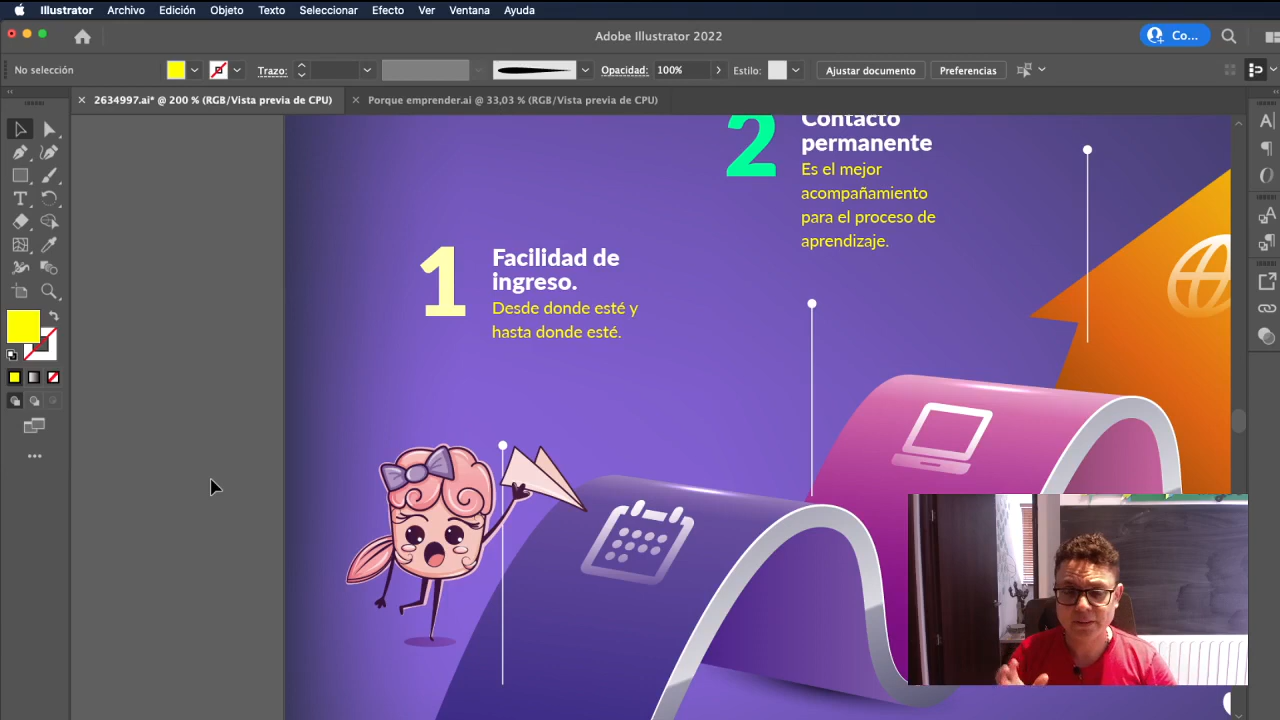 Illustrator Archivo Edición Objeto Texto Seleccionar Efecto Ver Ventana Ayuda
Adobe Illustrator 2022
Co...
No selección
Trazo:
Opacidad: 100%
Estilo:
Ajustar documento
Preferencias
2634997.ai* @ 200 % (RGB/Vista previa de CPU)
Porque emprender.ai @ 33,03 % (RGB/Vista previa de CPU)
2
Contacto
permanente
Es el mejor
acompañamiento
para el proceso de
aprendizaje.
1
Facilidad de
ingreso.
Desde donde esté y
hasta donde esté.